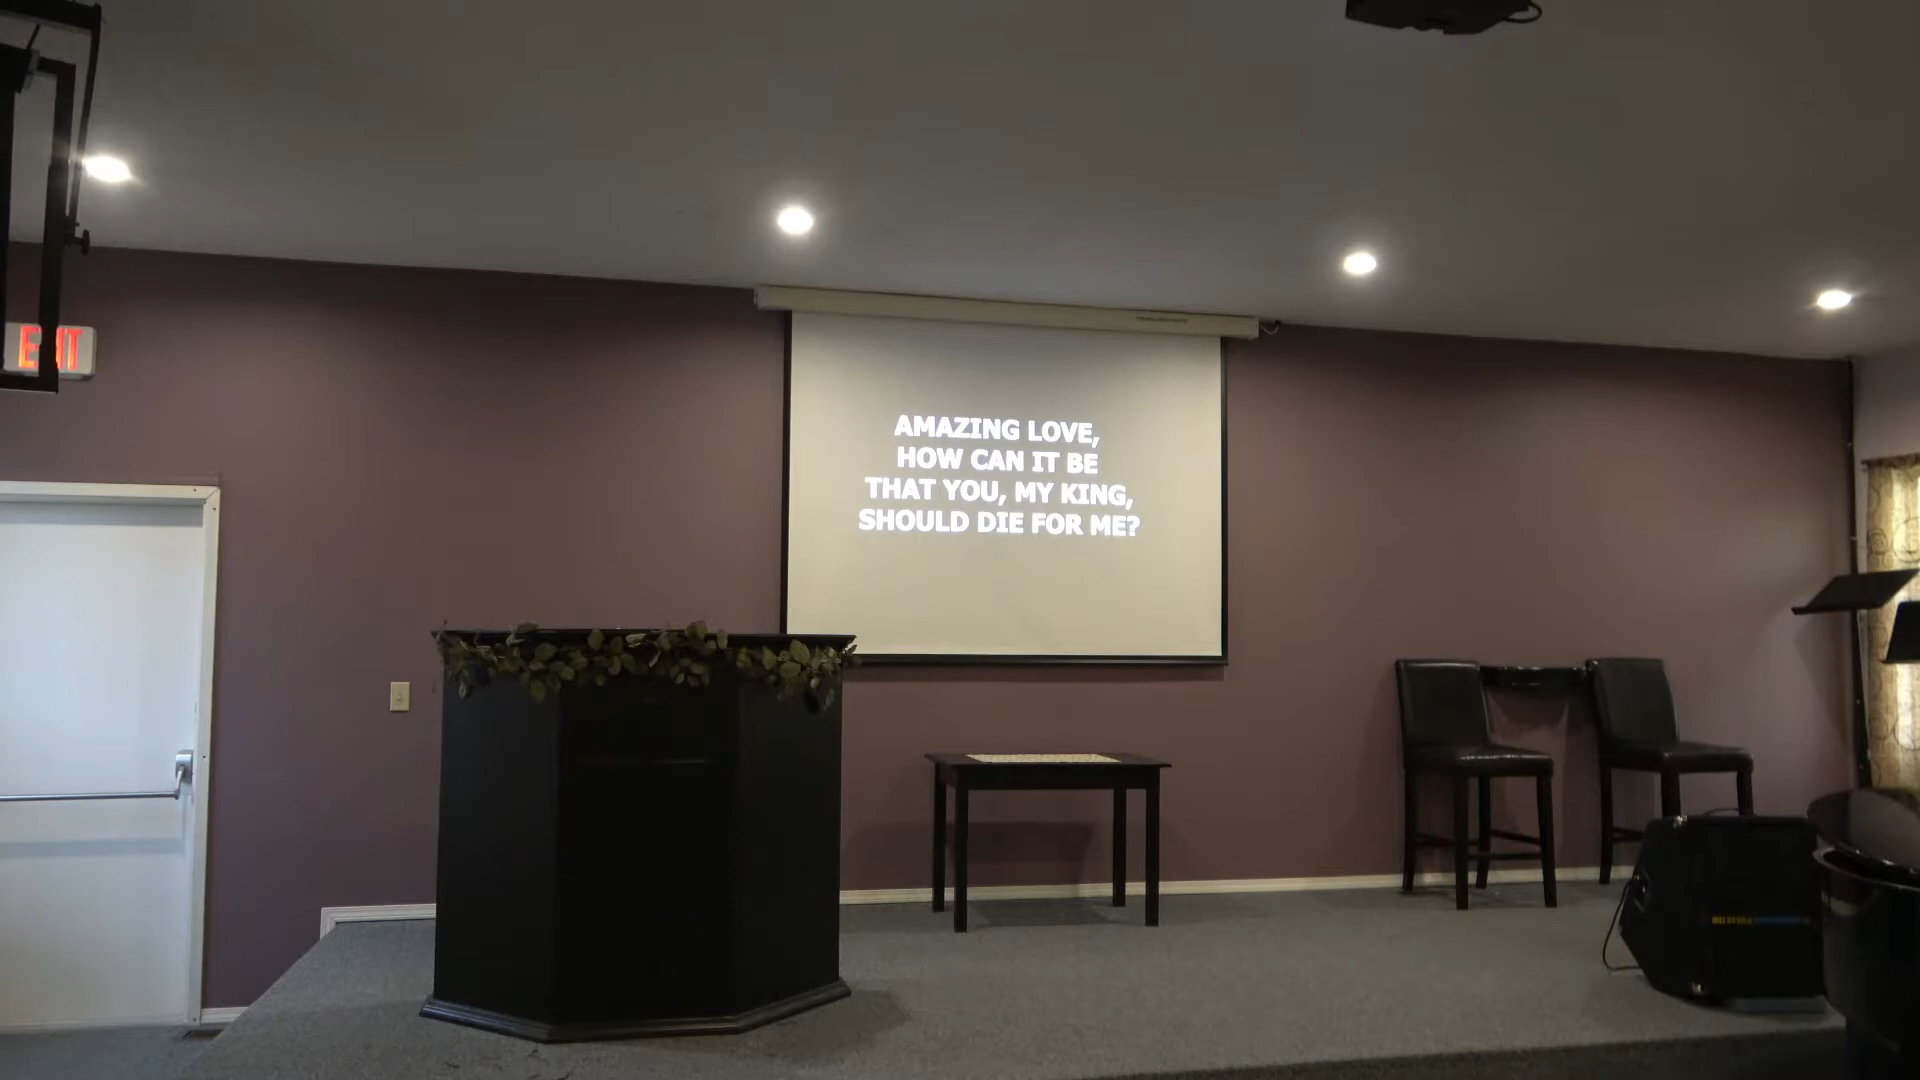 EXIT
AMAZING LOVE,
HOW CAN IT BE
THAT YOU, MY KING,
SHOULD DIE FOR ME?